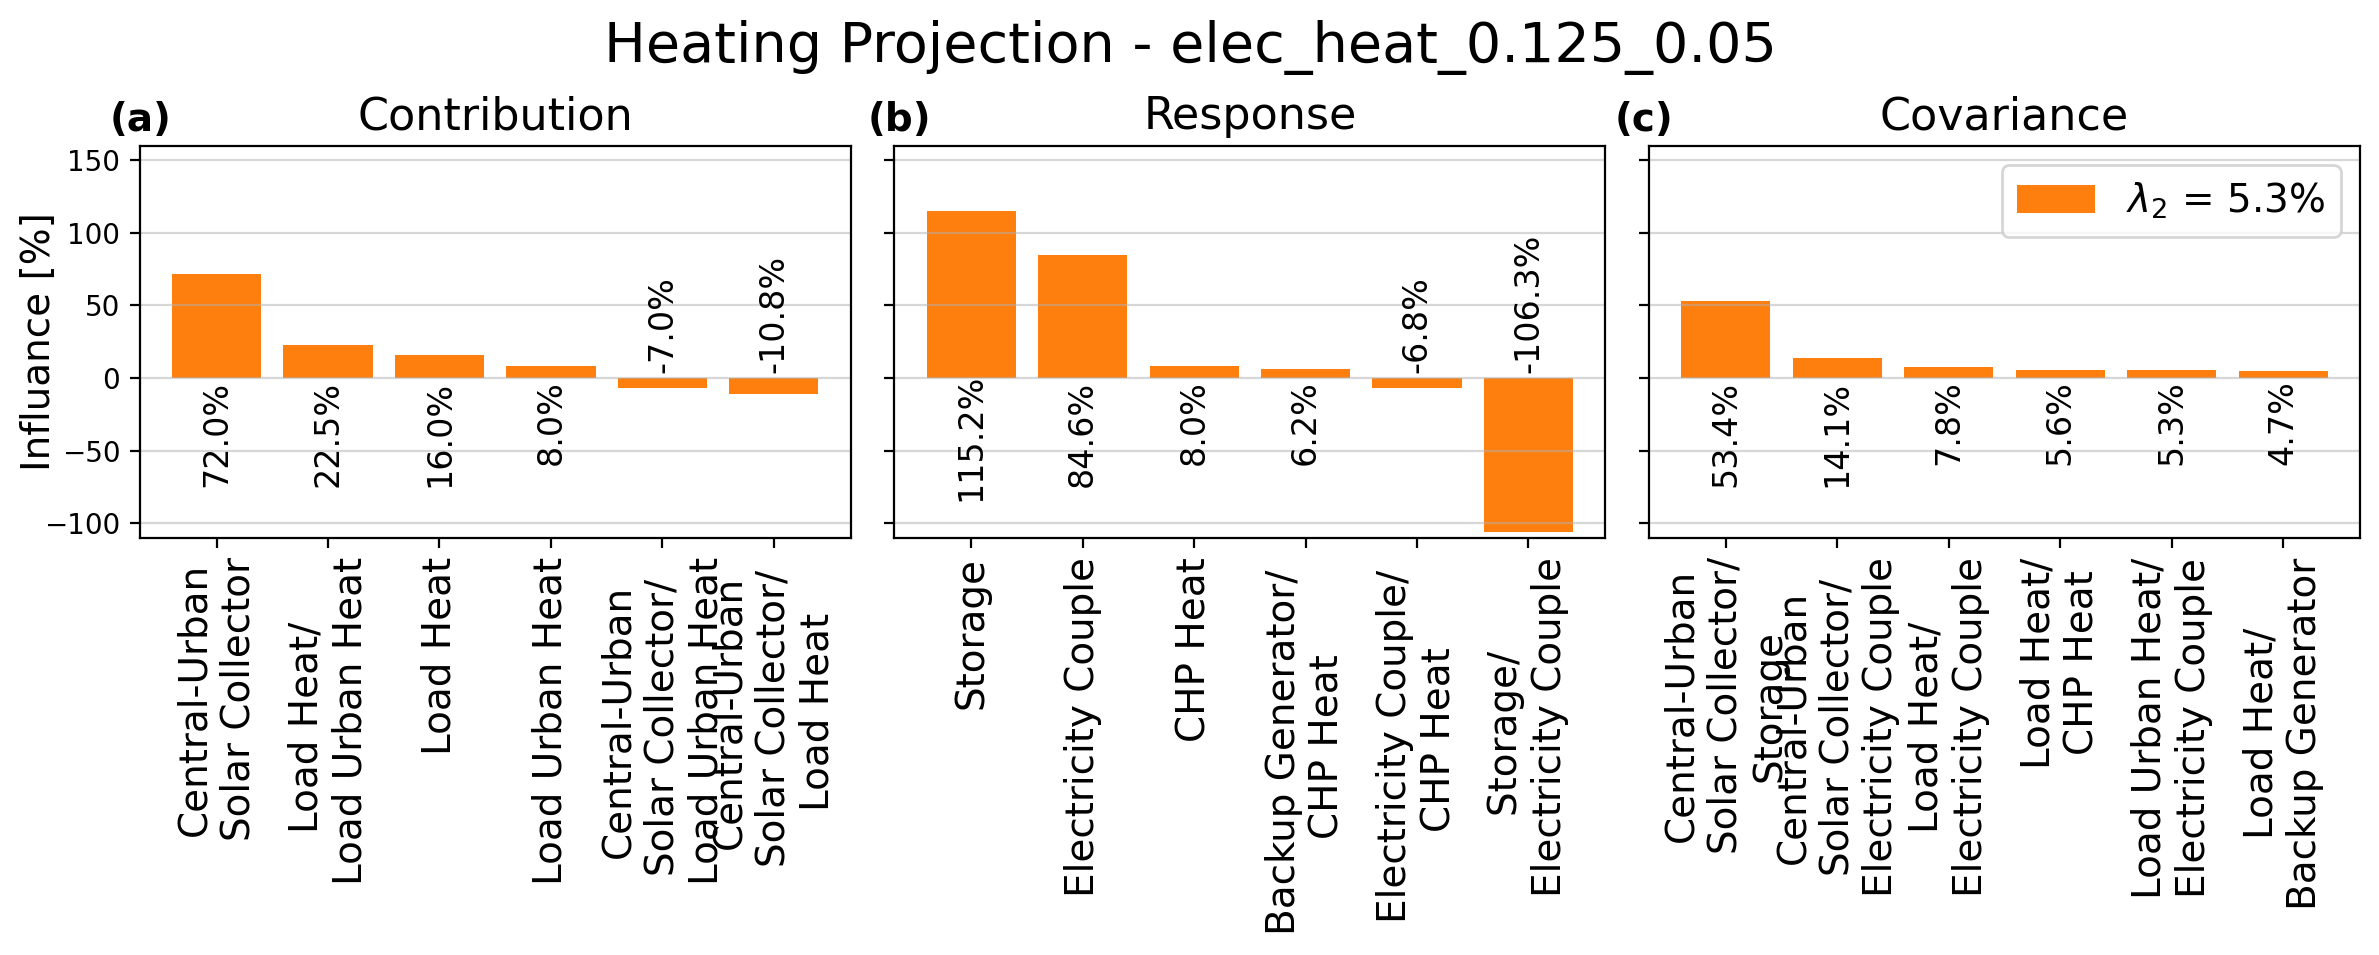 Heating Projection - elec_heat_0.125_0.05
(a)
Contribution
Influance [%]
150
100
50
0
−50
−100
72.0%
22.5%
16.0%
8.0%
-7.0%
-10.8%
Central-Urban
Solar Collector
Load Heat/
Load Urban Heat
Load Heat
Load Urban Heat
Central-Urban
Solar Collector/
Load Urban Heat
Central-Urban
Solar Collector/
Load Heat
(b)
Response
115.2%
84.6%
8.0%
6.2%
-6.8%
-106.3%
Storage
Electricity Couple
CHP Heat
Backup Generator/
CHP Heat
Electricity Couple/
CHP Heat
Storage/
Electricity Couple
(c)
Covariance
λ₂ = 5.3%
53.4%
14.1%
7.8%
5.6%
5.3%
4.7%
Central-Urban
Solar Collector/
Storage
Central-Urban
Solar Collector/
Electricity Couple
Load Heat/
Electricity Couple
Load Heat/
CHP Heat
Load Urban Heat/
Electricity Couple
Load Heat/
Backup Generator